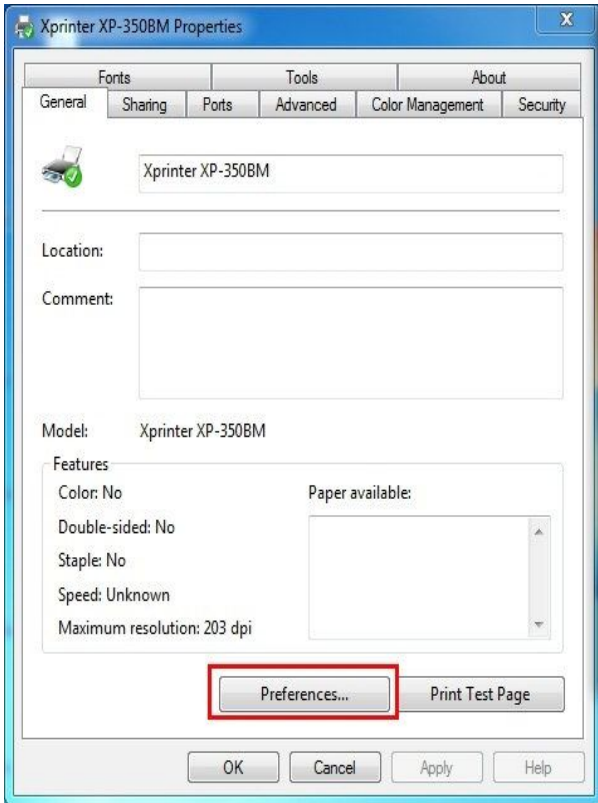 Xprinter XP-350BM Properties
X
Fonts Tools About
General Sharing Ports Advanced Color Management Security
Xprinter XP-350BM
Location:
Comment:
Model: Xprinter XP-350BM
Features
Color: No Paper available:
Double-sided: No
Staple: No
Speed: Unknown
Maximum resolution: 203 dpi
Preferences... Print Test Page
OK Cancel Apply Help